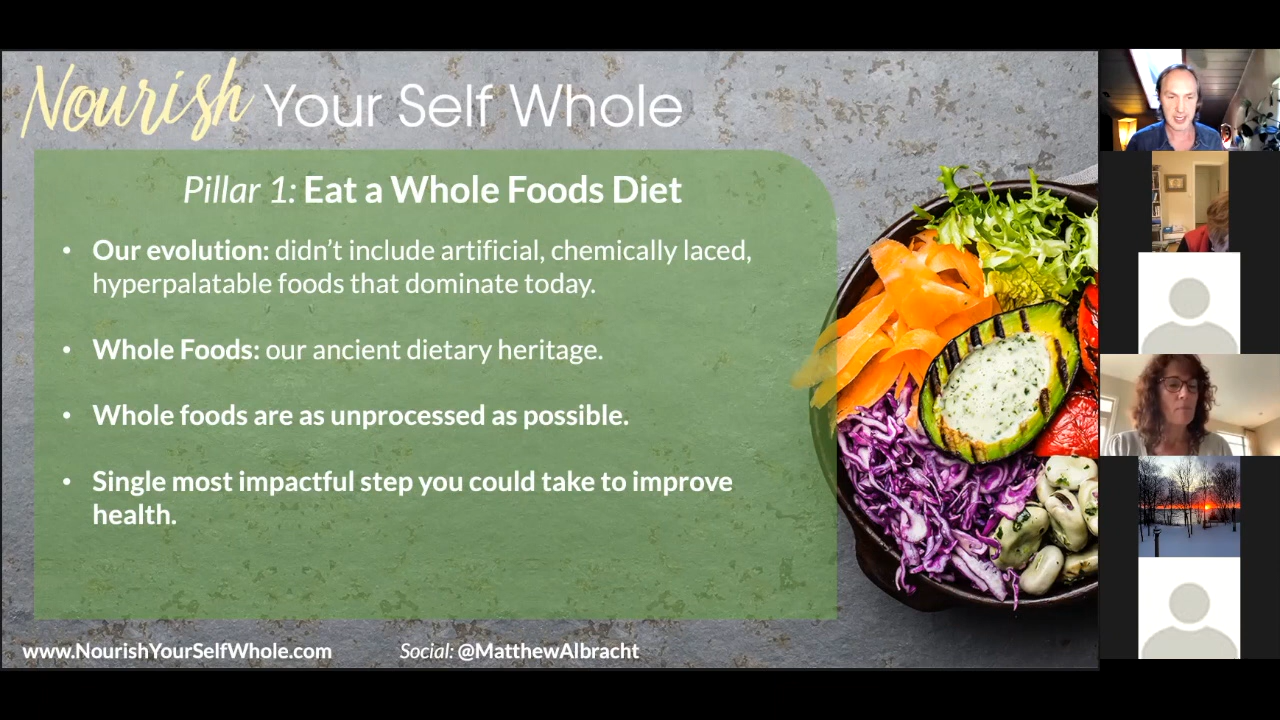 Nourish Your Self Whole
Pillar 1: Eat a Whole Foods Diet
• Our evolution: didn’t include artificial, chemically laced,
hyperpalatable foods that dominate today.
• Whole Foods: our ancient dietary heritage.
• Whole foods are as unprocessed as possible.
• Single most impactful step you could take to improve
health.
www.NourishYourSelfWhole.com Social: @MatthewAlbracht